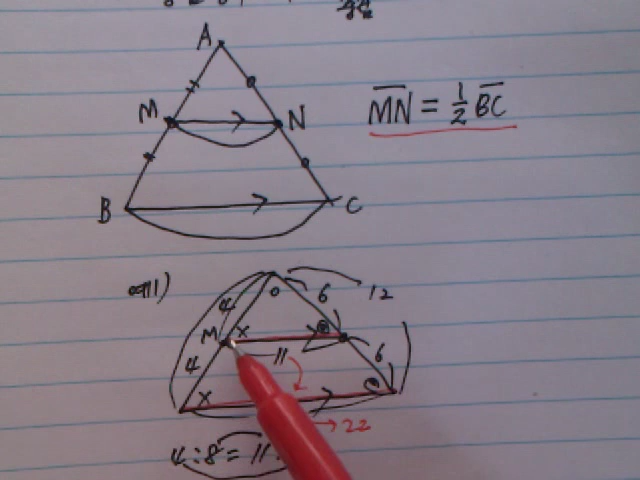 A
M N
MN = 1/2 BC
B C
예1)
4 6 12
M x
4 11 6
x
→ 22
4 : 8 = 11 :